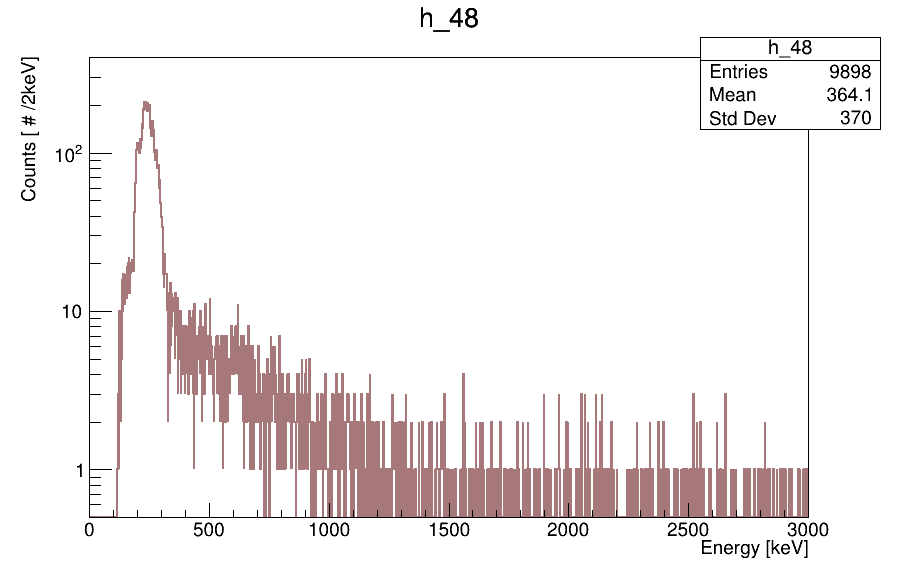 h_48
h_48
Entries 9898
Mean 364.1
Std Dev 370
Counts [ # /2keV]
10²
10
1
0 500 1000 1500 2000 2500 3000
Energy [keV]